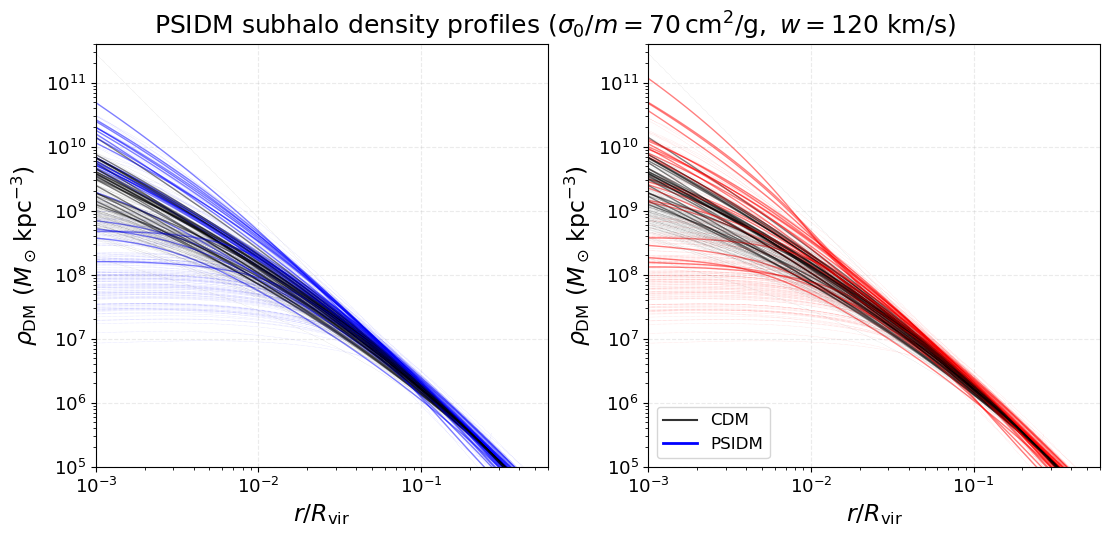 PSIDM subhalo density profiles (σ₀/m = 70 cm²/g, w = 120 km/s)
10¹¹
10¹⁰
10⁹
10⁸
10⁷
10⁶
10⁵
ρ_DM (M_⊙ kpc⁻³)
10⁻³
10⁻²
10⁻¹
r/R_vir
10¹¹
10¹⁰
10⁹
10⁸
10⁷
10⁶
10⁵
ρ_DM (M_⊙ kpc⁻³)
CDM
PSIDM
10⁻³
10⁻²
10⁻¹
r/R_vir